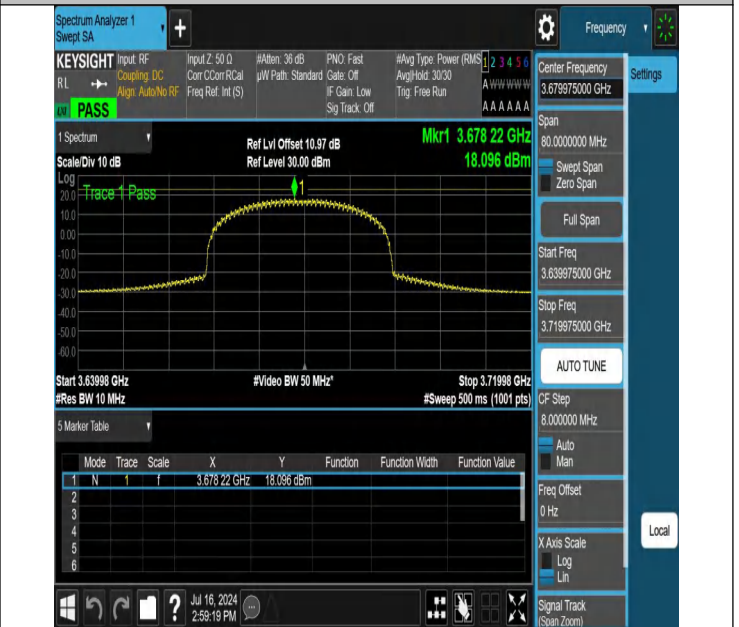 Spectrum Analyzer 1
Swept SA
+
Frequency
KEYSIGHT
RL
PASS
Input: RF
Coupling: DC
Align: Auto/No RF
Input Z: 50 Ω
Corr CCorr RCal
Freq Ref: Int (S)
#Atten: 36 dB
µW Path: Standard
PNO: Fast
Gate: Off
IF Gain: Low
Sig Track: Off
#Avg Type: Power (RMS
Avg|Hold: 30/30
Trig: Free Run
1 2 3 4 5 6
A W W W W W
A A A A A A
Center Frequency
3.679975000 GHz
Settings
1 Spectrum
Scale/Div 10 dB
Ref Lvl Offset 10.97 dB
Ref Level 30.00 dBm
Mkr1 3.678 22 GHz
18.096 dBm
Log
Trace 1 Pass
1
20.0
10.0
0.00
-10.0
-20.0
-30.0
-40.0
-50.0
-60.0
Start 3.63998 GHz
#Res BW 10 MHz
#Video BW 50 MHz*
Stop 3.71998 GHz
#Sweep 500 ms (1001 pts)
Span
80.0000000 MHz
Swept Span
Zero Span
Full Span
Start Freq
3.639975000 GHz
Stop Freq
3.719975000 GHz
AUTO TUNE
CF Step
8.000000 MHz
Auto
Man
Freq Offset
0 Hz
X Axis Scale
Log
Lin
Signal Track
(Span Zoom)
Local
5 Marker Table
Mode Trace Scale X Y Function Function Width Function Value
1 N 1 f 3.678 22 GHz 18.096 dBm
2
3
4
5
6
?
Jul 16, 2024
2:59:19 PM